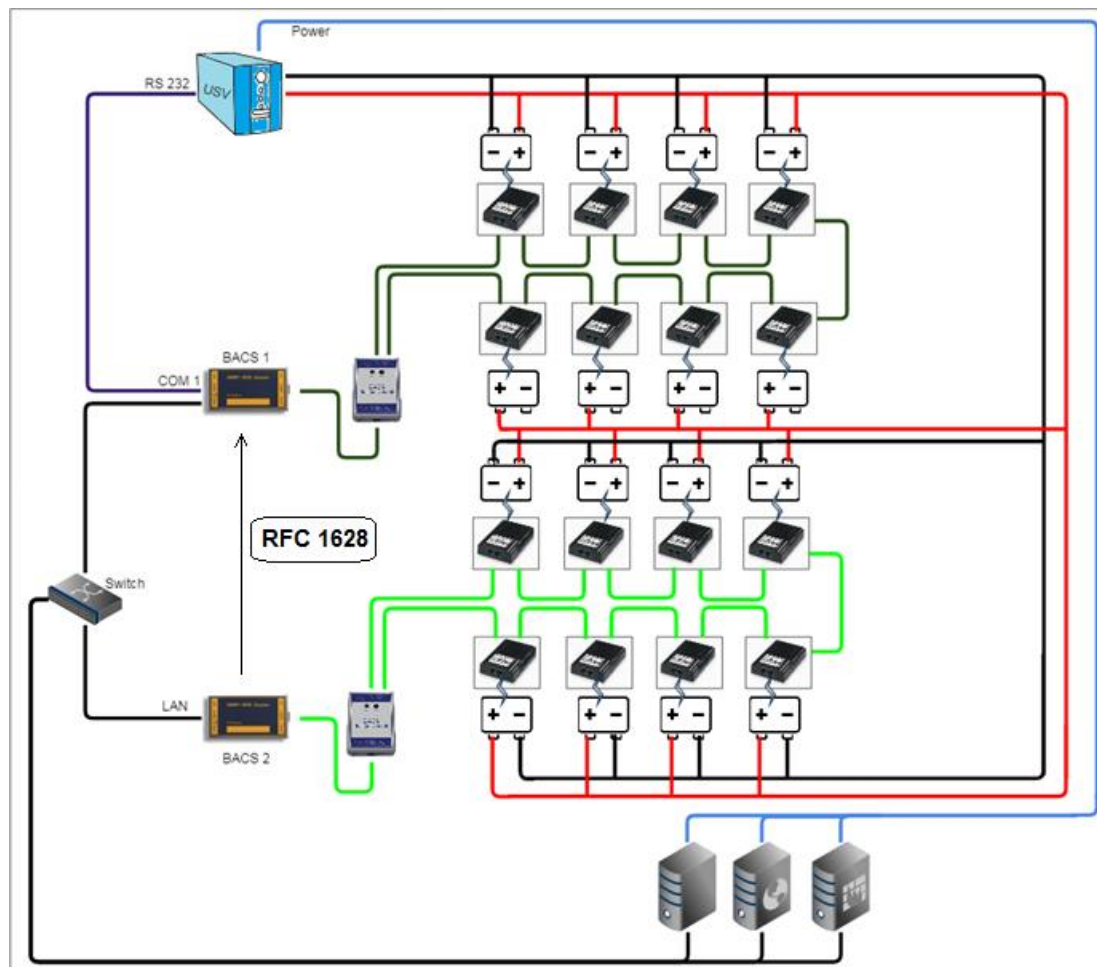 Power
RS 232
USV
BACS 1
COM 1
RFC 1628
Switch
LAN
BACS 2